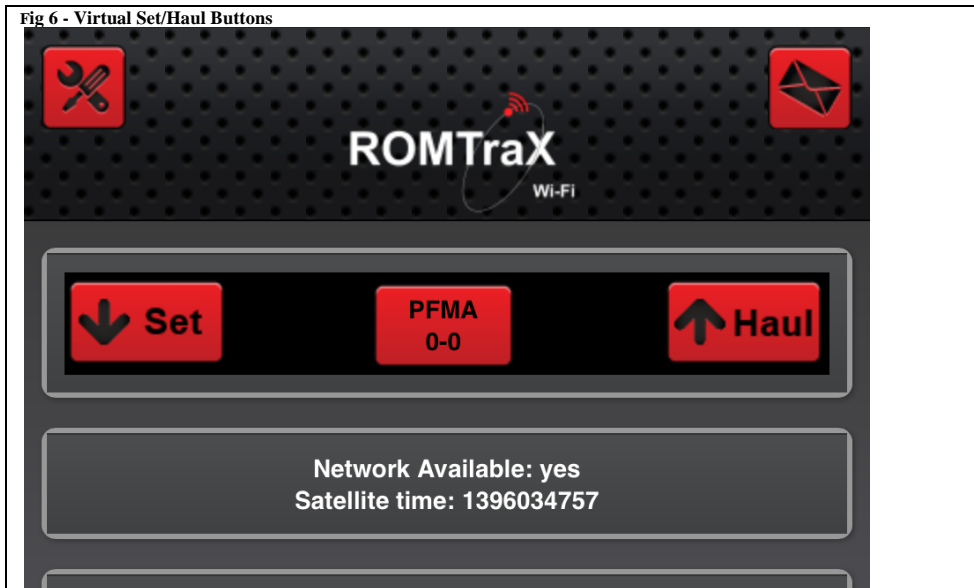 Fig 6 - Virtual Set/Haul Buttons
ROMTraX
Wi-Fi
Set
PFMA
0-0
Haul
Network Available: yes
Satellite time: 1396034757